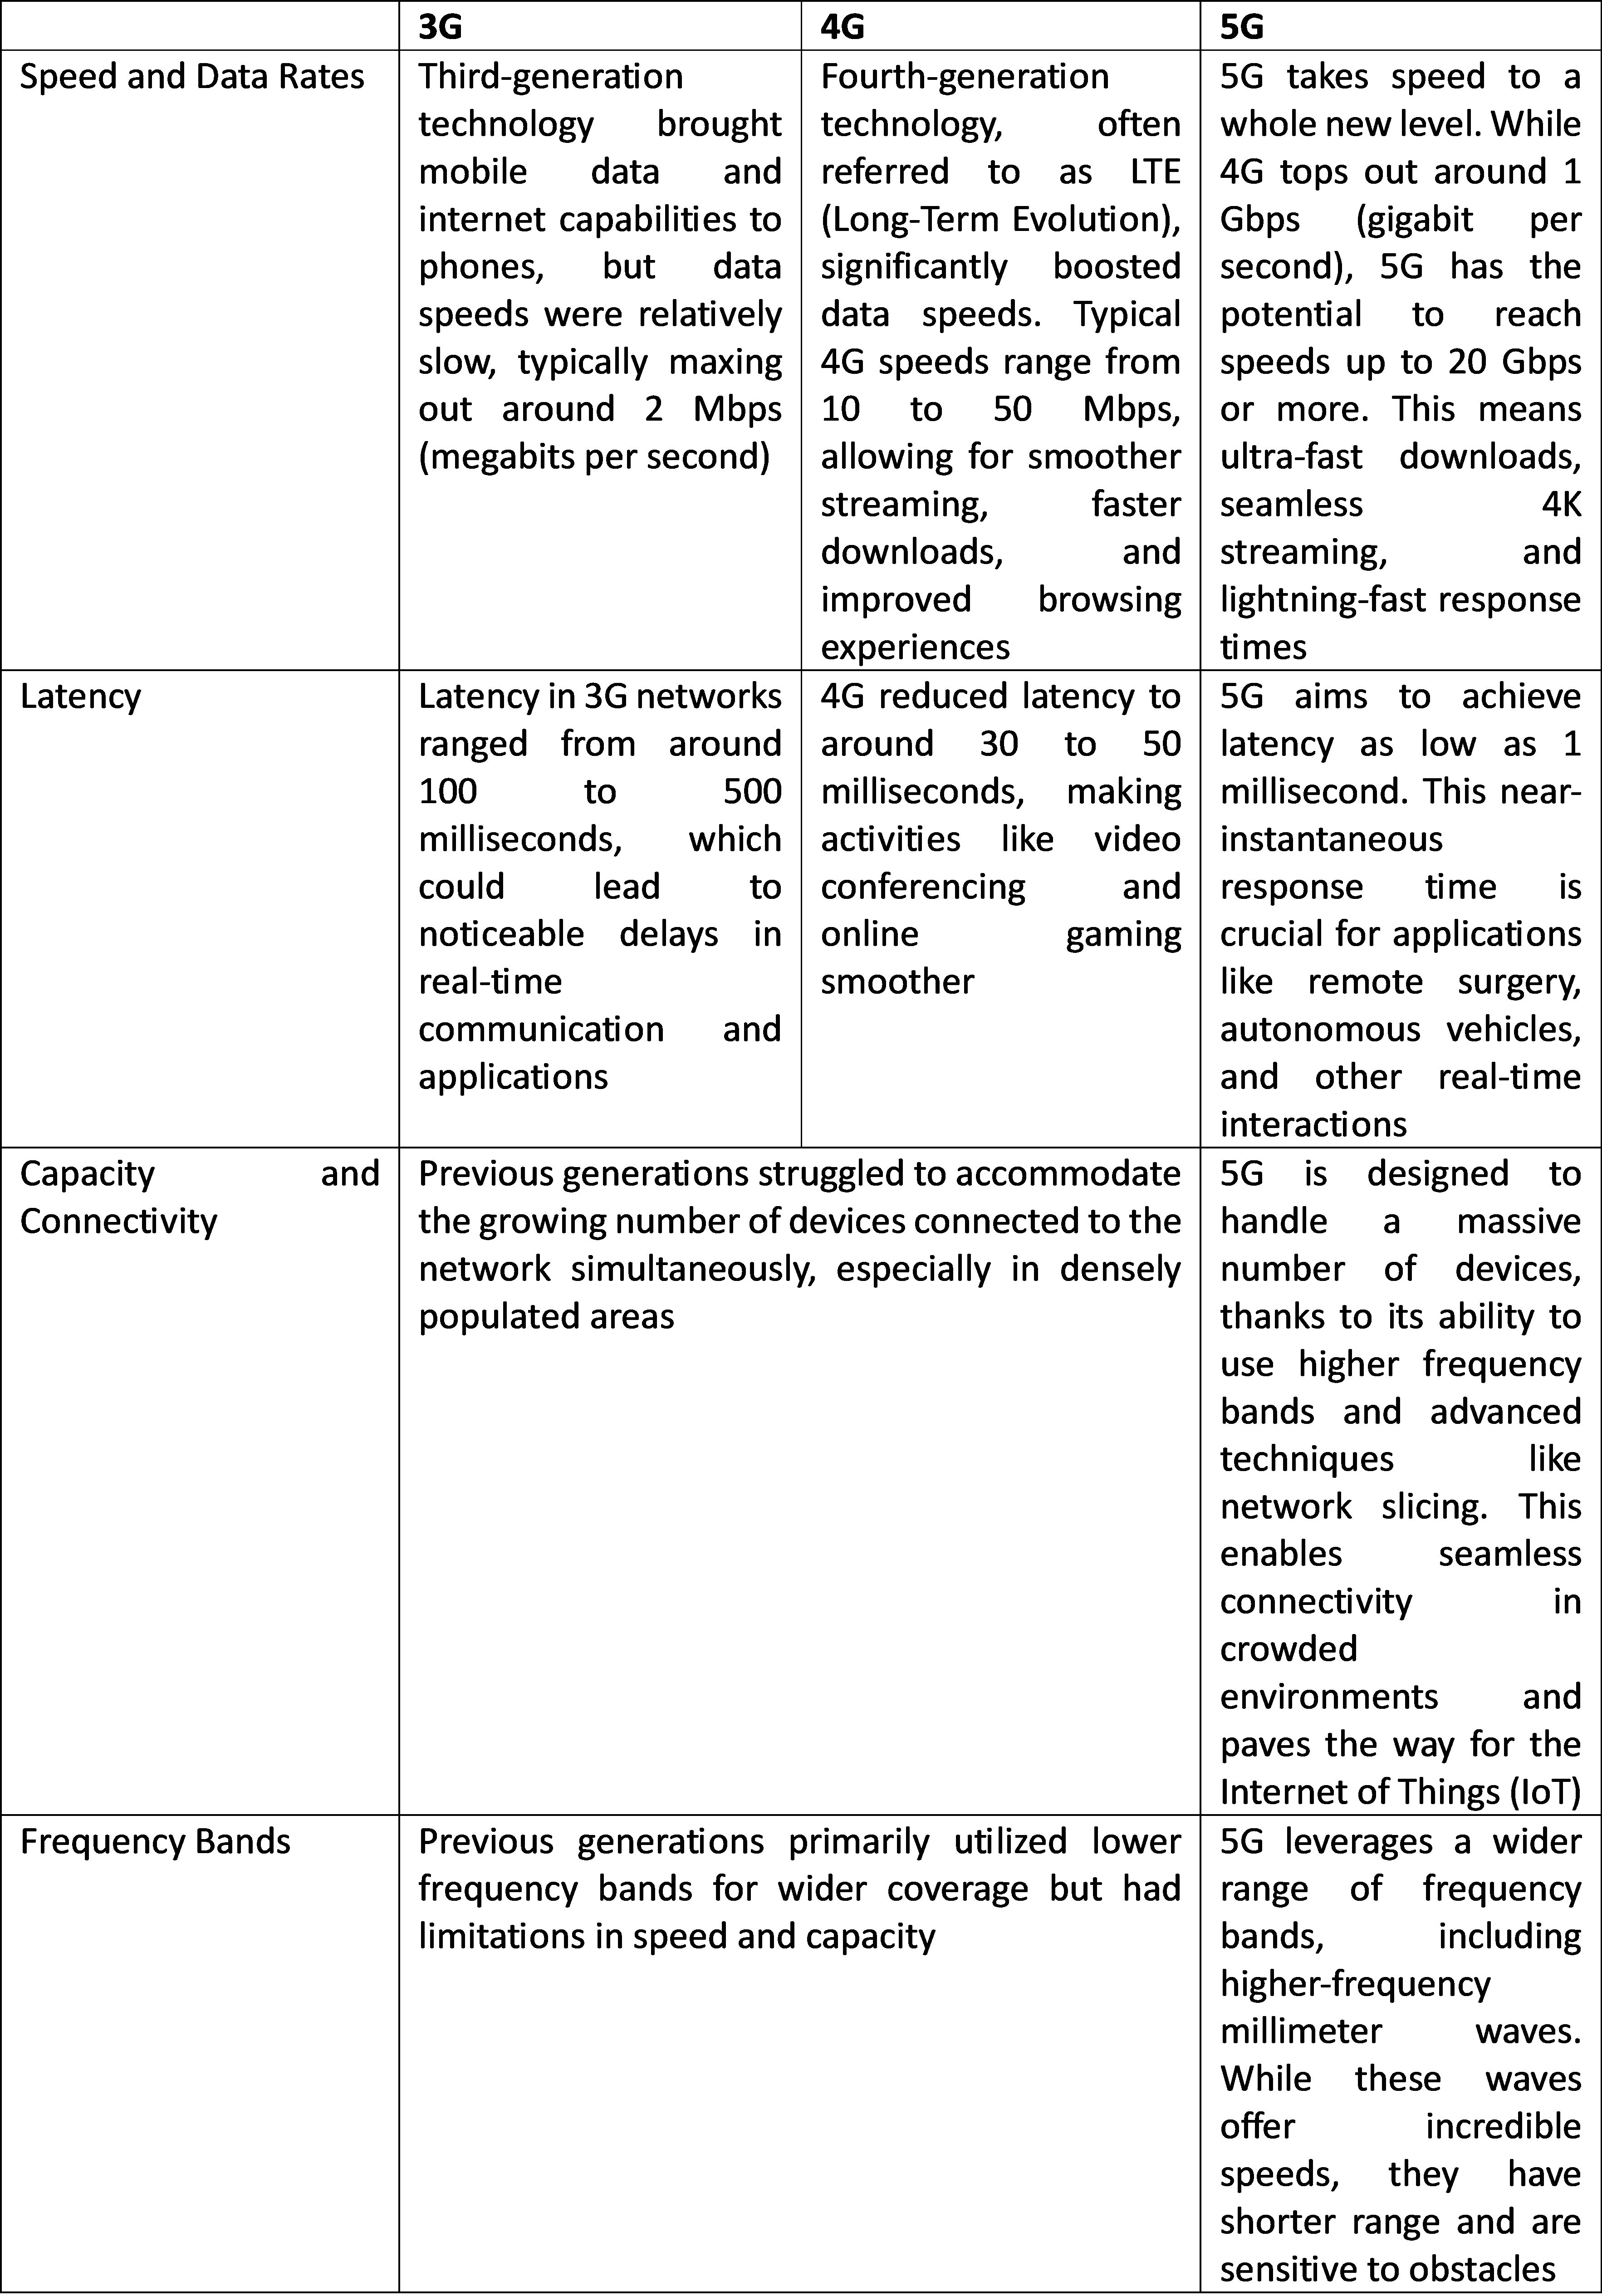 3G
4G
5G
Speed and Data Rates
Third-generation
technology brought
mobile data and
internet capabilities to
phones, but data
speeds were relatively
slow, typically maxing
out around 2 Mbps
(megabits per second)
Fourth-generation
technology, often
referred to as LTE
(Long-Term Evolution),
significantly boosted
data speeds. Typical
4G speeds range from
10 to 50 Mbps,
allowing for smoother
streaming, faster
downloads, and
improved browsing
experiences
5G takes speed to a
whole new level. While
4G tops out around 1
Gbps (gigabit per
second), 5G has the
potential to reach
speeds up to 20 Gbps
or more. This means
ultra-fast downloads,
seamless 4K
streaming, and
lightning-fast response
times
Latency
Latency in 3G networks
ranged from around
100 to 500
milliseconds, which
could lead to
noticeable delays in
real-time
communication and
applications
4G reduced latency to
around 30 to 50
milliseconds, making
activities like video
conferencing and
online gaming
smoother
5G aims to achieve
latency as low as 1
millisecond. This near-
instantaneous
response time is
crucial for applications
like remote surgery,
autonomous vehicles,
and other real-time
interactions
Capacity and
Connectivity
Previous generations struggled to accommodate
the growing number of devices connected to the
network simultaneously, especially in densely
populated areas
5G is designed to
handle a massive
number of devices,
thanks to its ability to
use higher frequency
bands and advanced
techniques like
network slicing. This
enables seamless
connectivity in
crowded
environments and
paves the way for the
Internet of Things (IoT)
Frequency Bands
Previous generations primarily utilized lower
frequency bands for wider coverage but had
limitations in speed and capacity
5G leverages a wider
range of frequency
bands, including
higher-frequency
millimeter waves.
While these waves
offer incredible
speeds, they have
shorter range and are
sensitive to obstacles